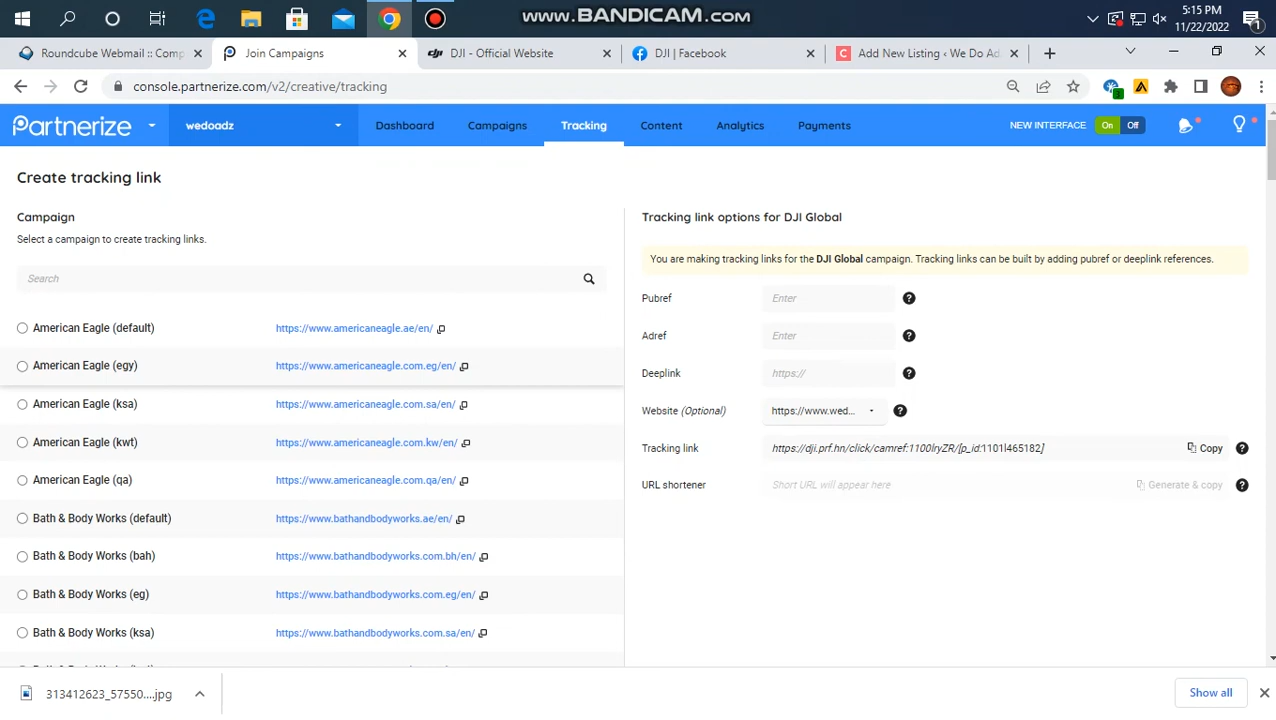 www.BANDICAM.com
5:15 PM
11/22/2022
1
Roundcube Webmail :: Comp
Join Campaigns
DJI - Official Website
DJI | Facebook
Add New Listing ‹ We Do Ad
console.partnerize.com/v2/creative/tracking
Partnerize
wedoadz
Dashboard
Campaigns
Tracking
Content
Analytics
Payments
NEW INTERFACE
On
Off
Create tracking link
Campaign
Select a campaign to create tracking links.
Search
American Eagle (default) https://www.americaneagle.ae/en/
American Eagle (egy) https://www.americaneagle.com.eg/en/
American Eagle (ksa) https://www.americaneagle.com.sa/en/
American Eagle (kwt) https://www.americaneagle.com.kw/en/
American Eagle (qa) https://www.americaneagle.com.qa/en/
Bath & Body Works (default) https://www.bathandbodyworks.ae/en/
Bath & Body Works (bah) https://www.bathandbodyworks.com.bh/en/
Bath & Body Works (eg) https://www.bathandbodyworks.com.eg/en/
Bath & Body Works (ksa) https://www.bathandbodyworks.com.sa/en/
Tracking link options for DJI Global
You are making tracking links for the DJI Global campaign. Tracking links can be built by adding pubref or deeplink references.
Pubref Enter
Adref Enter
Deeplink https://
Website (Optional) https://www.wed...
Tracking link https://dji.prf.hn/click/camref:1100lryZR/[p_id:1101l465182] Copy
URL shortener Short URL will appear here Generate & copy
313412623_57550....jpg
Show all